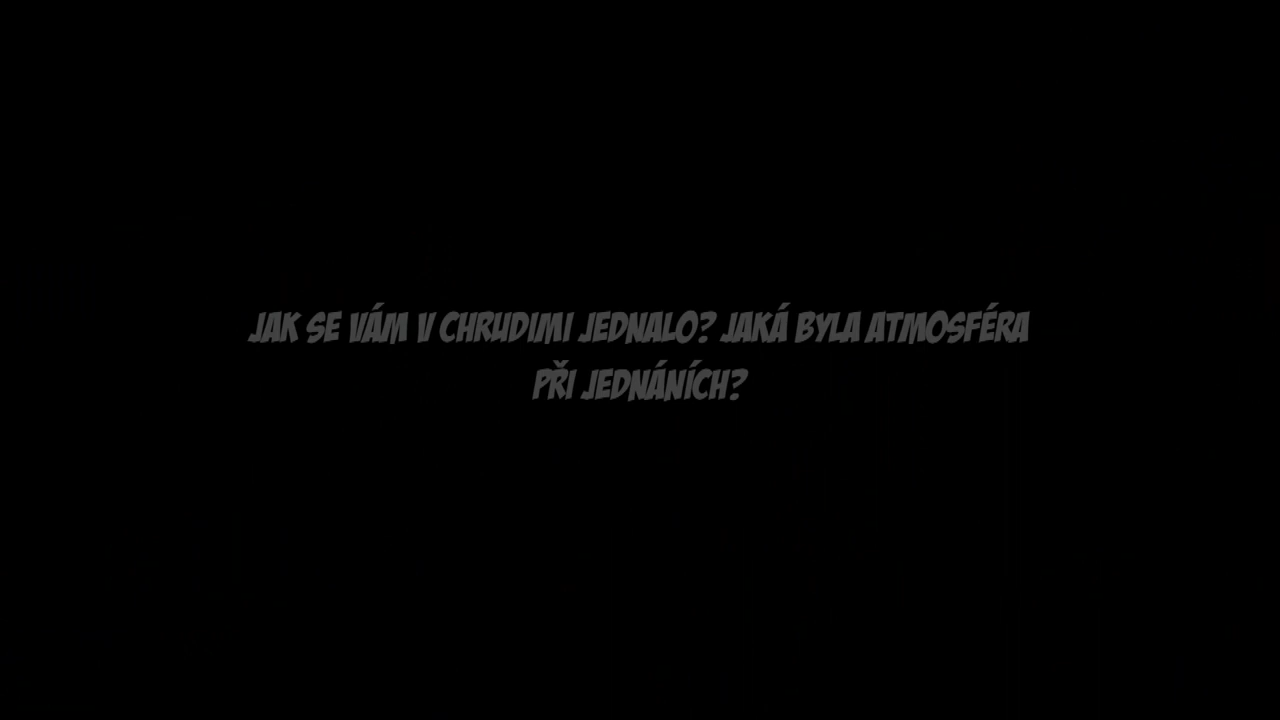 JAK SE VÁM V CHRUDIMI JEDNALO? JAKÁ BYLA ATMOSFÉRA
PŘI JEDNÁNÍCH?